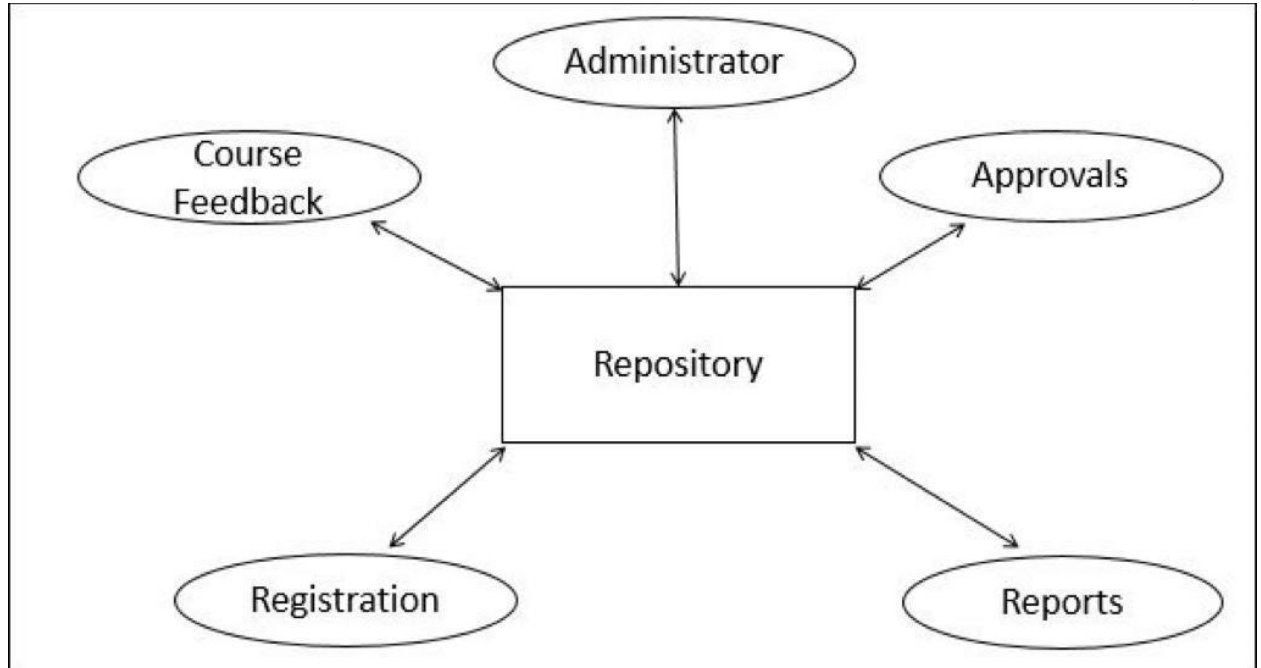 Administrator
Course
Feedback
Approvals
Repository
Registration
Reports